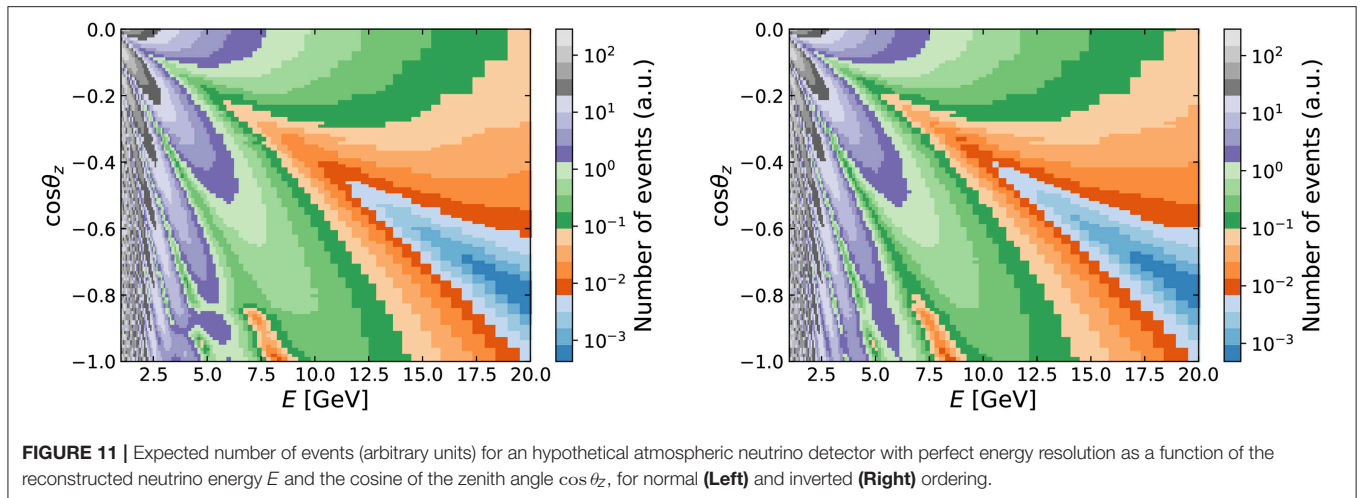 0.0
−0.2
−0.4
−0.6
−0.8
−1.0
cosθz
2.5 5.0 7.5 10.0 12.5 15.0 17.5 20.0
E [GeV]
10²
10¹
10⁰
10⁻¹
10⁻²
10⁻³
Number of events (a.u.)
0.0
−0.2
−0.4
−0.6
−0.8
−1.0
cosθz
2.5 5.0 7.5 10.0 12.5 15.0 17.5 20.0
E [GeV]
10²
10¹
10⁰
10⁻¹
10⁻²
10⁻³
Number of events (a.u.)
FIGURE 11 | Expected number of events (arbitrary units) for an hypothetical atmospheric neutrino detector with perfect energy resolution as a function of the
reconstructed neutrino energy E and the cosine of the zenith angle cos θz, for normal (Left) and inverted (Right) ordering.